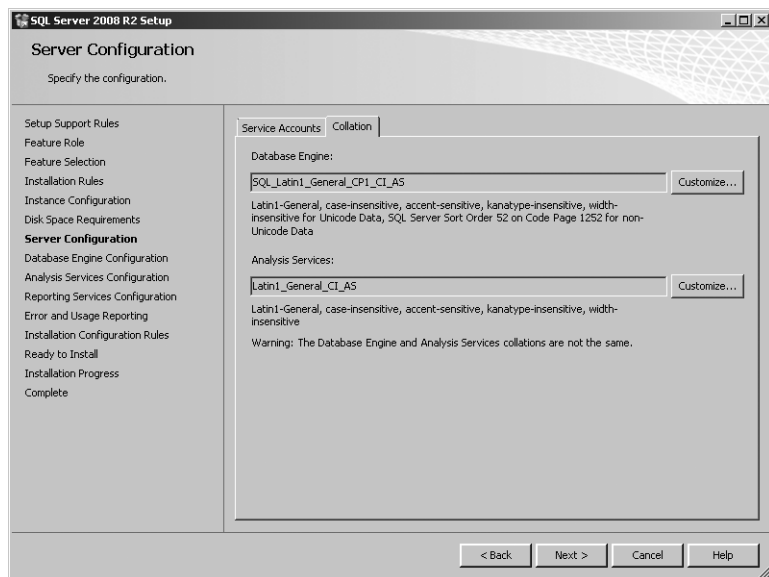 SQL Server 2008 R2 Setup
Server Configuration
Specify the configuration.
Setup Support Rules
Feature Role
Feature Selection
Installation Rules
Instance Configuration
Disk Space Requirements
Server Configuration
Database Engine Configuration
Analysis Services Configuration
Reporting Services Configuration
Error and Usage Reporting
Installation Configuration Rules
Ready to Install
Installation Progress
Complete
Service Accounts Collation
Database Engine:
SQL_Latin1_General_CP1_CI_AS Customize...
Latin1-General, case-insensitive, accent-sensitive, kanatype-insensitive, width-
insensitive for Unicode Data, SQL Server Sort Order 52 on Code Page 1252 for non-
Unicode Data
Analysis Services:
Latin1_General_CI_AS Customize...
Latin1-General, case-insensitive, accent-sensitive, kanatype-insensitive, width-
insensitive
Warning: The Database Engine and Analysis Services collations are not the same.
< Back Next > Cancel Help